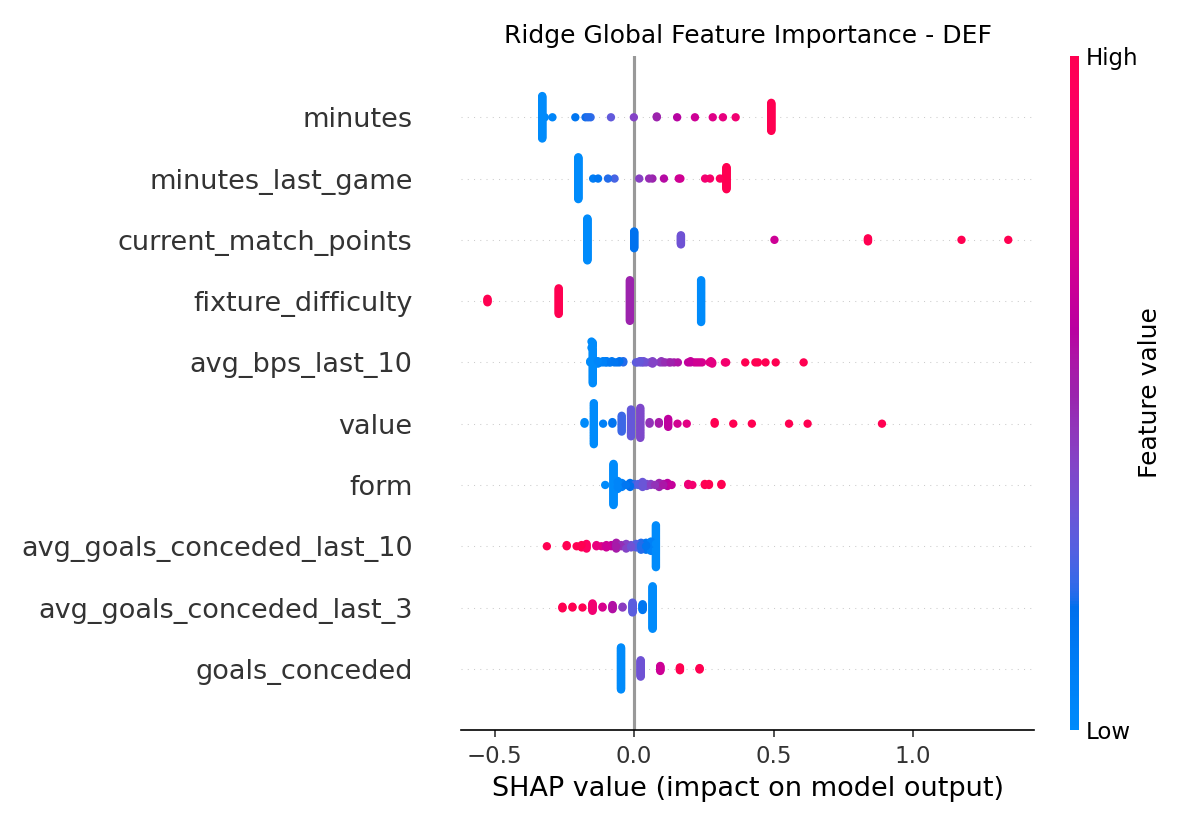 Ridge Global Feature Importance - DEF
High
minutes
minutes_last_game
current_match_points
fixture_difficulty
avg_bps_last_10
value
form
avg_goals_conceded_last_10
avg_goals_conceded_last_3
goals_conceded
Feature value
Low
−0.5 0.0 0.5 1.0
SHAP value (impact on model output)